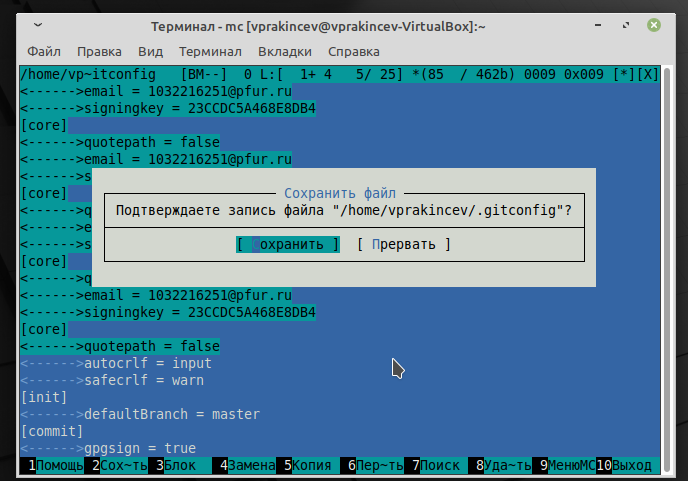 Терминал - mc [vprakincev@vprakincev-VirtualBox]:~
Файл Правка Вид Терминал Вкладки Справка
/home/vp~itconfig [BM--] 0 L:[ 1+ 4 5/ 25] *(85 / 462b) 0009 0x009 [*][X]
<------>email = 1032216251@pfur.ru
<------>signingkey = 23CCDC5A468E8DB4
[core]
<------>quotepath = false
<------>email = 1032216251@pfur.ru
<------>s
[core]
<------>q
<------>e
<------>s
[core]
<------>q
Сохранить файл
Подтверждаете запись файла "/home/vprakincev/.gitconfig"?
[ Сохранить ] [ Прервать ]
<------>email = 1032216251@pfur.ru
<------>signingkey = 23CCDC5A468E8DB4
[core]
<------>quotepath = false
<------>autocrlf = input
<------>safecrlf = warn
[init]
<------>defaultBranch = master
[commit]
<------>gpgsign = true
1Помощь 2Сох~ть 3Блок 4Замена 5Копия 6Пер~ть 7Поиск 8Уда~ть 9МенюMC 10Выход